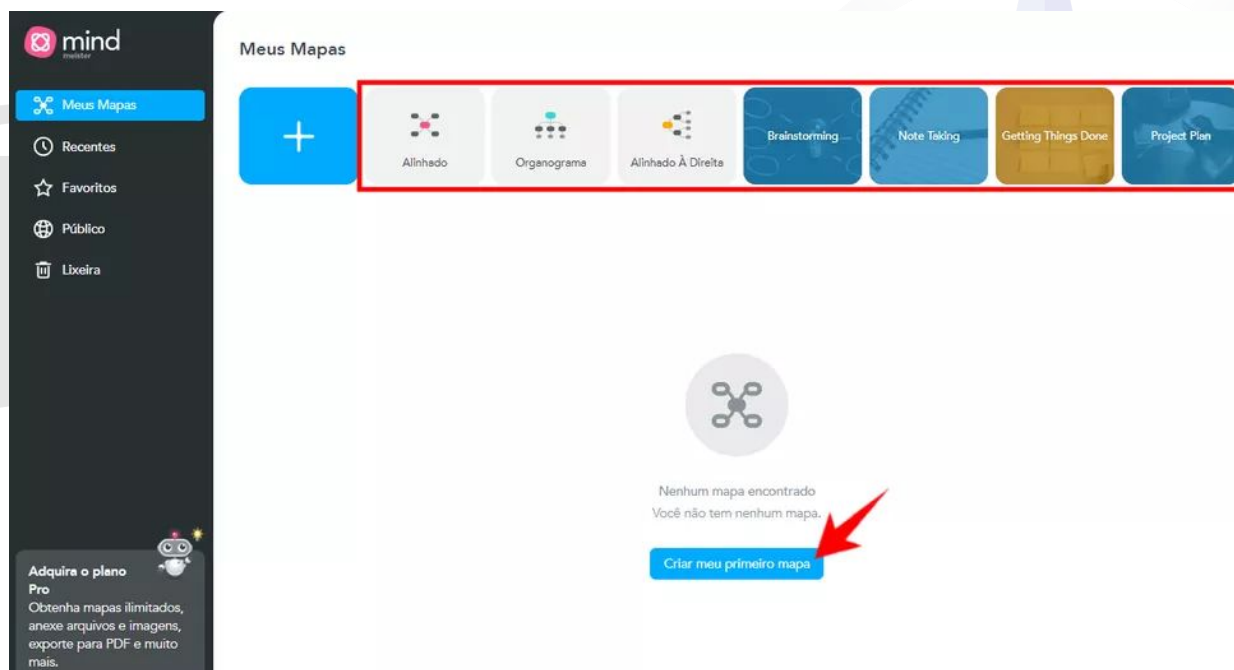 mind
meister
Meus Mapas
Recentes
Favoritos
Público
Lixeira
Adquira o plano
Pro
Obtenha mapas ilimitados,
anexe arquivos e imagens,
exporte para PDF e muito
mais.
Meus Mapas
Alinhado
Organograma
Alinhado À Direita
Brainstorming
Note Taking
Getting Things Done
Project Plan
Nenhum mapa encontrado
Você não tem nenhum mapa.
Criar meu primeiro mapa